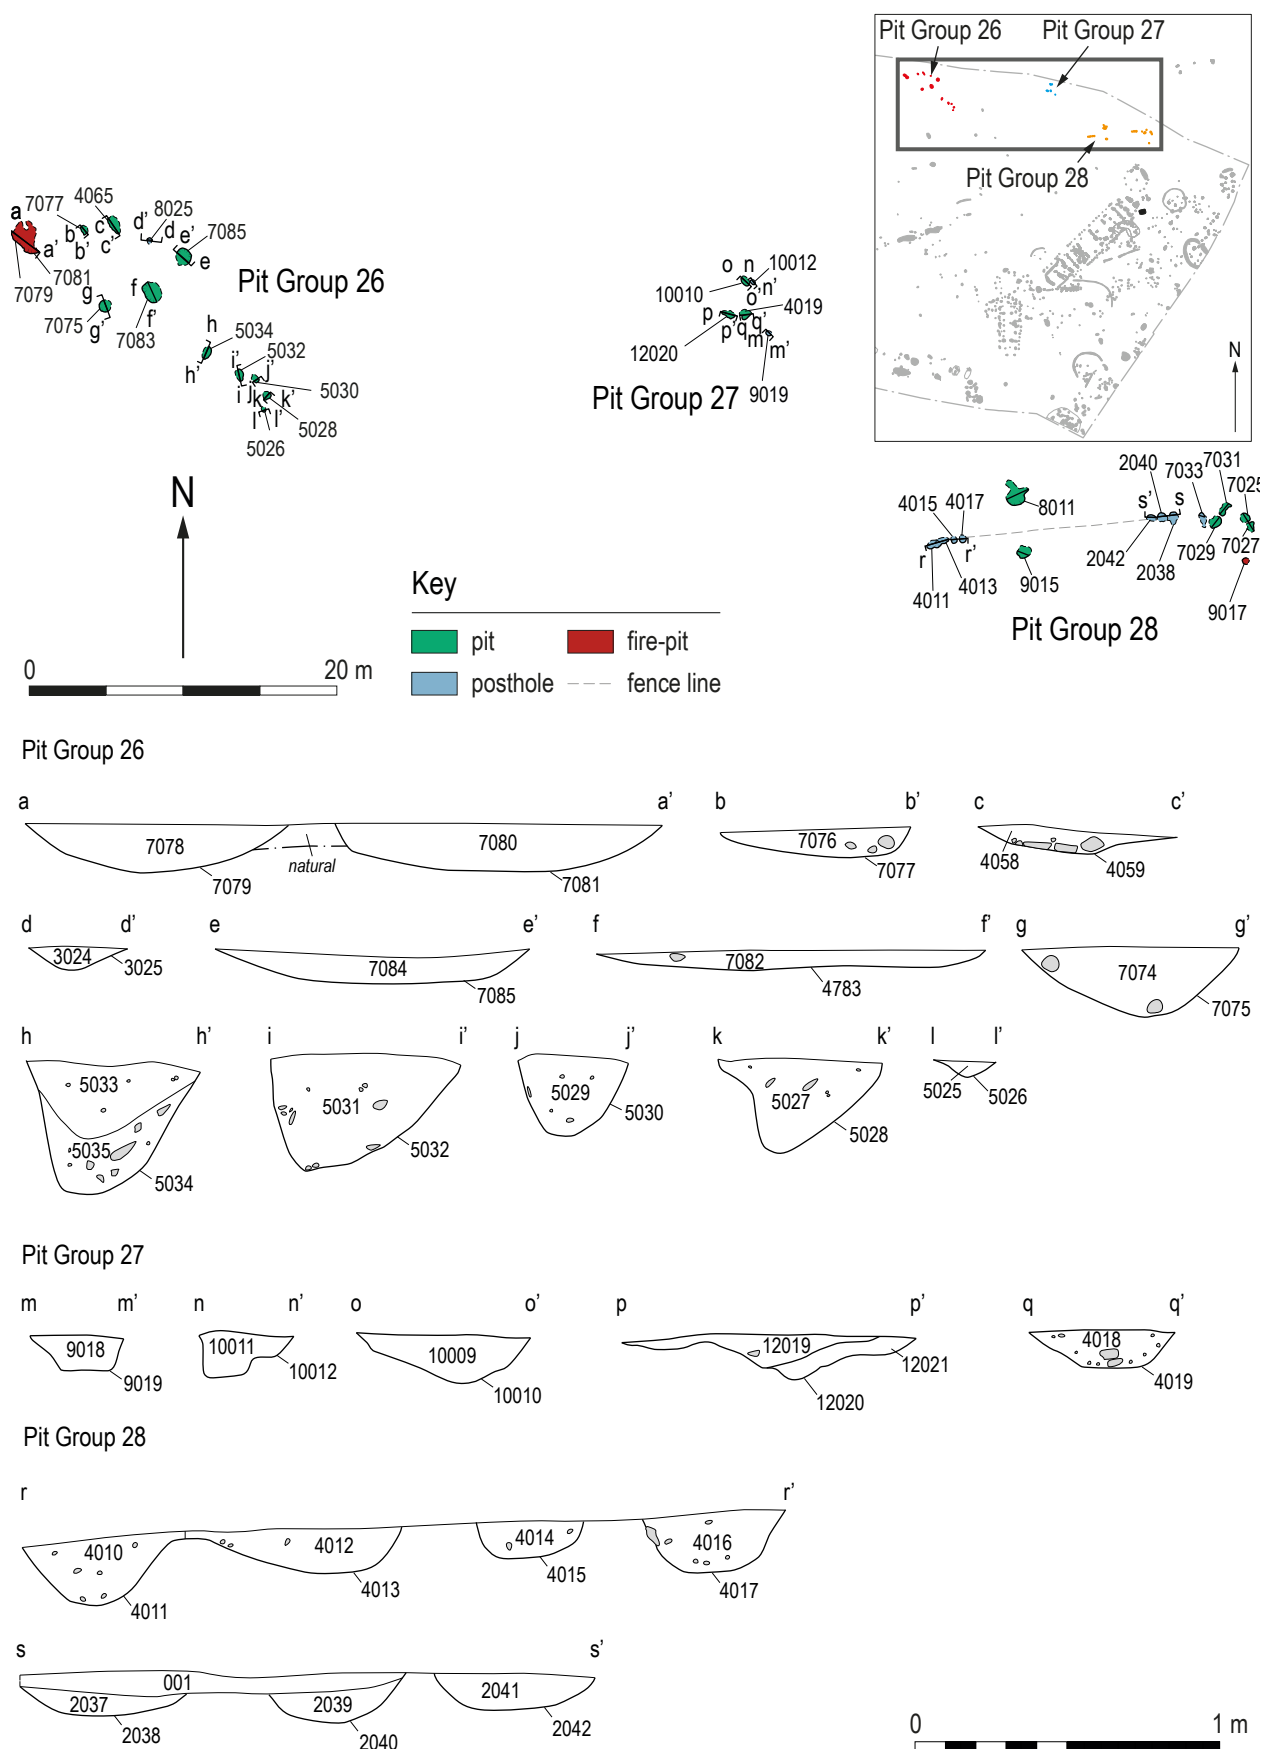 Pit Group 26
Pit Group 27
Pit Group 28
N
a
7077
4065
8025
7085
b
b'
c
c'
d'
d
e'
e
a'
7081
7079
g
7075
g'
f
f'
7083
Pit Group 26
h
5034
h'
i'
5032
i
j
j'
5030
k
k'
5028
l
l'
5026
o
n
10012
10010
n'
o'
4019
p
p'
q
q'
12020
m
m'
9019
Pit Group 27
2040
7033
7031
7025
8011
4015
4017
s'
s
r
r'
4011
4013
9015
2042
2038
7029
7027
9017
Pit Group 28
N
0
20 m
Key
pit
fire-pit
posthole
fence line
Pit Group 26
a
a'
b
b'
c
c'
7078
7080
natural
7079
7081
7076
7077
4058
4059
d
d'
e
e'
f
f'
g
g'
3024
3025
7084
7085
7082
4783
7074
7075
h
h'
i
i'
j
j'
k
k'
l
l'
5033
5035
5034
5031
5032
5029
5030
5027
5028
5025
5026
Pit Group 27
m
m'
n
n'
o
o'
p
p'
q
q'
9018
9019
10011
10012
10009
10010
12019
12021
12020
4018
4019
Pit Group 28
r
r'
4010
4011
4012
4013
4014
4015
4016
4017
s
s'
001
2037
2038
2039
2040
2041
2042
0
1 m